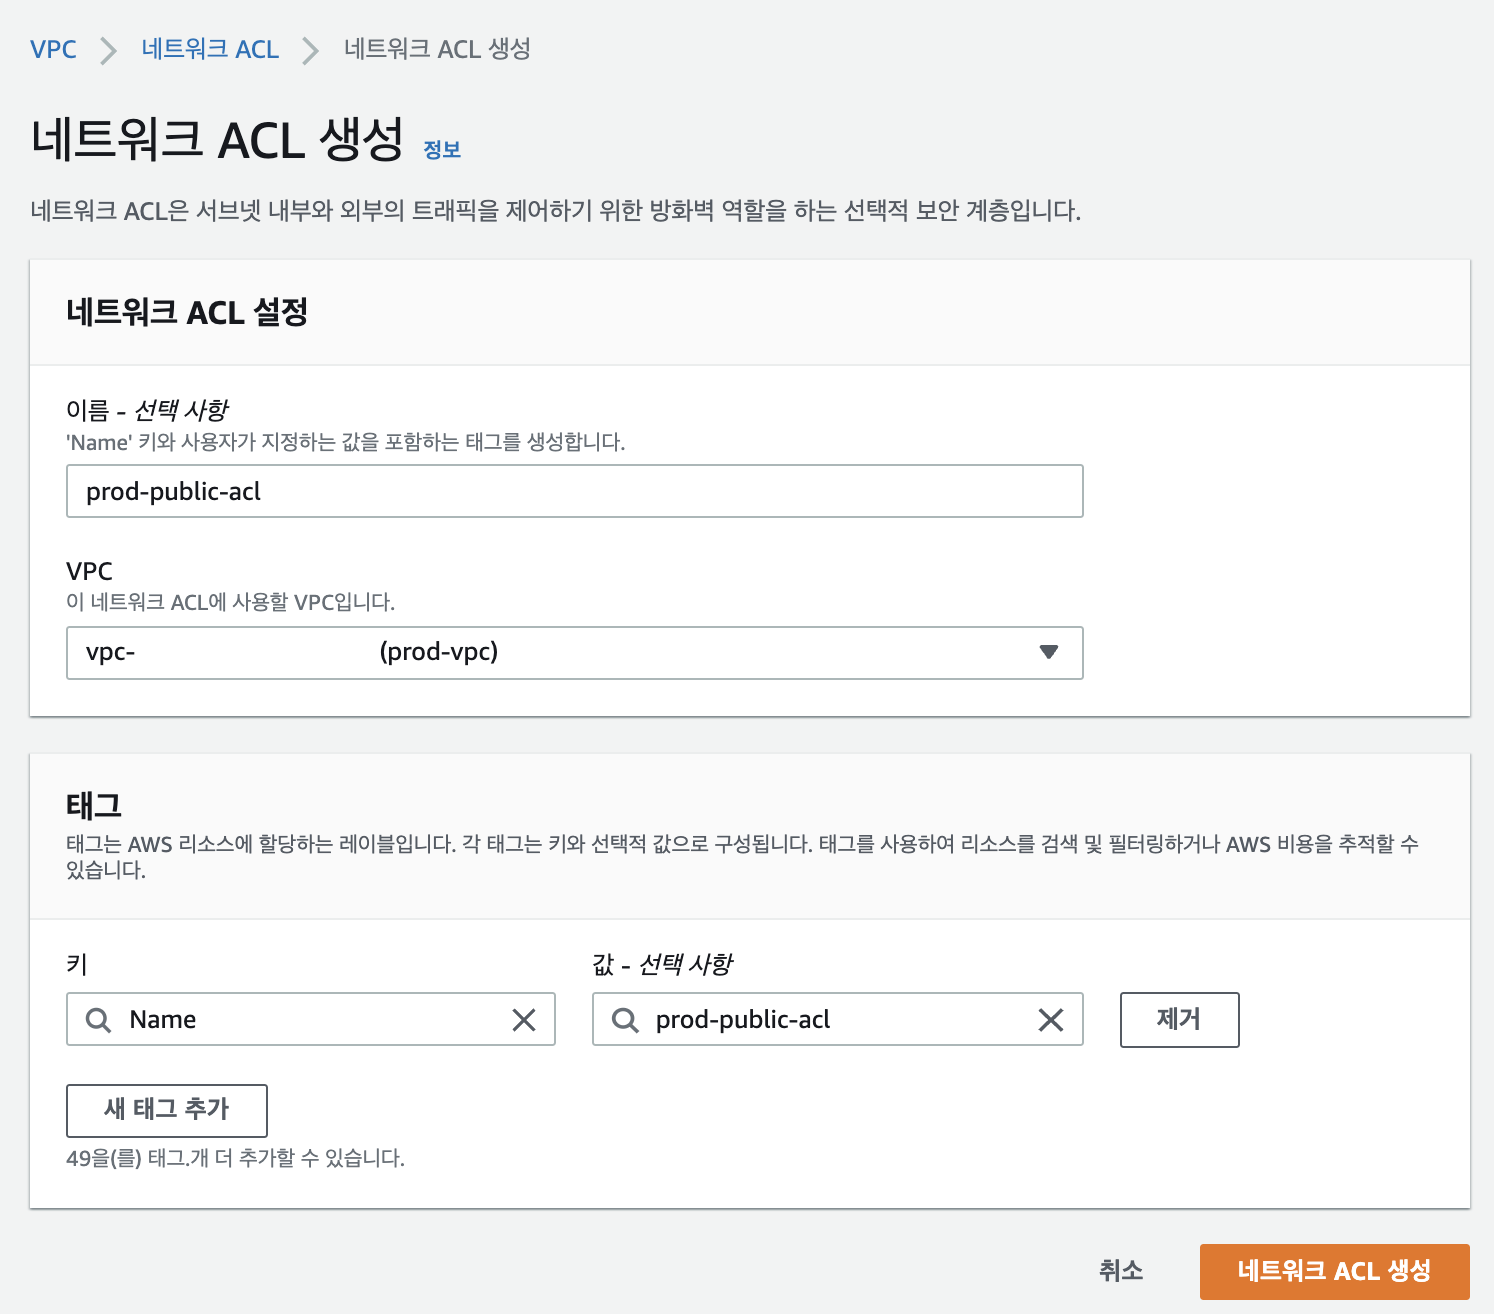 VPC 네트워크 ACL 네트워크 ACL 생성
네트워크 ACL 생성 정보
네트워크 ACL은 서브넷 내부와 외부의 트래픽을 제어하기 위한 방화벽 역할을 하는 선택적 보안 계층입니다.
네트워크 ACL 설정
이름 - 선택 사항
'Name' 키와 사용자가 지정하는 값을 포함하는 태그를 생성합니다.
prod-public-acl
VPC
이 네트워크 ACL에 사용할 VPC입니다.
vpc- (prod-vpc)
태그
태그는 AWS 리소스에 할당하는 레이블입니다. 각 태그는 키와 선택적 값으로 구성됩니다. 태그를 사용하여 리소스를 검색 및 필터링하거나 AWS 비용을 추적할 수
있습니다.
키 값 - 선택 사항
Name prod-public-acl 제거
새 태그 추가
49을(를) 태그.개 더 추가할 수 있습니다.
취소 네트워크 ACL 생성